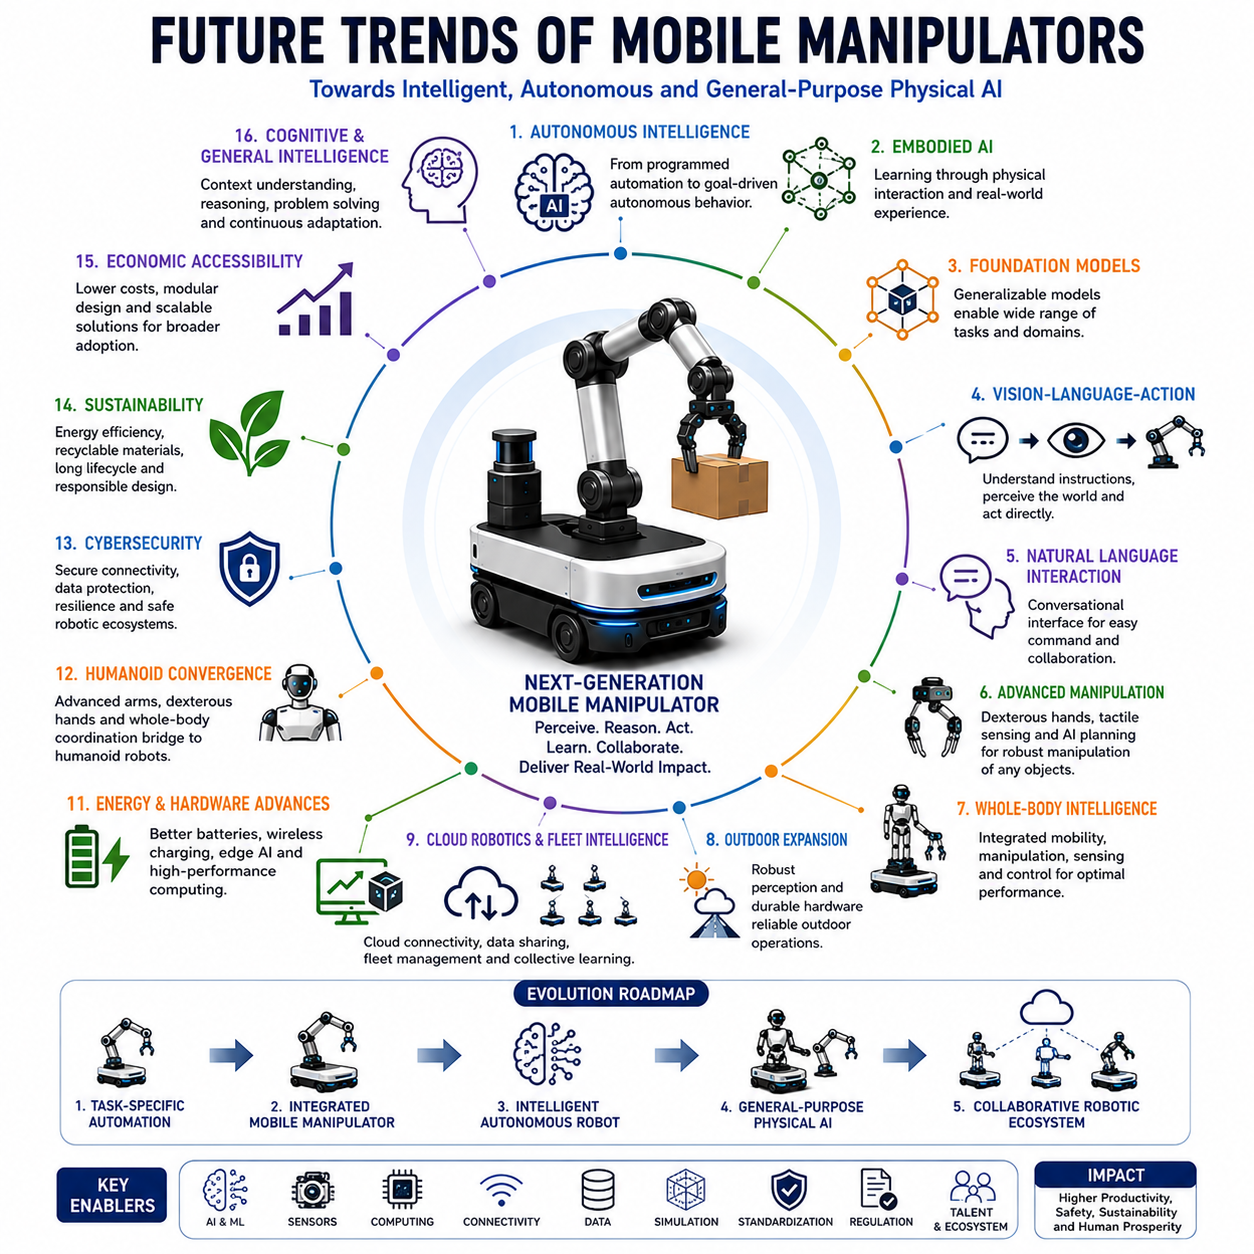 FUTURE TRENDS OF MOBILE MANIPULATORS
Towards Intelligent, Autonomous and General-Purpose Physical AI
16. COGNITIVE &
GENERAL INTELLIGENCE
Context understanding,
reasoning, problem solving
and continuous adaptation.
1. AUTONOMOUS INTELLIGENCE
AI
From programmed
automation to goal-driven
autonomous behavior.
2. EMBODIED AI
Learning through physical
interaction and real-world
experience.
15. ECONOMIC ACCESSIBILITY
Lower costs, modular
design and scalable
solutions for broader
adoption.
3. FOUNDATION MODELS
Generalizable models
enable wide range of
tasks and domains.
14. SUSTAINABILITY
Energy efficiency,
recyclable materials,
long lifecycle and
responsible design.
4. VISION-LANGUAGE-ACTION
Understand instructions,
perceive the world and
act directly.
13. CYBERSECURITY
Secure connectivity,
data protection,
resilience and safe
robotic ecosystems.
5. NATURAL LANGUAGE
INTERACTION
Conversational
interface for easy
command and
collaboration.
12. HUMANOID CONVERGENCE
Advanced arms, dexterous
hands and whole-body
coordination bridge to
humanoid robots.
NEXT-GENERATION
MOBILE MANIPULATOR
Perceive. Reason. Act.
Learn. Collaborate.
Deliver Real-World Impact.
6. ADVANCED MANIPULATION
Dexterous hands, tactile
sensing and AI planning
for robust manipulation
of any objects.
11. ENERGY & HARDWARE ADVANCES
Better batteries, wireless
charging, edge AI and
high-performance
computing.
9. CLOUD ROBOTICS & FLEET INTELLIGENCE
Cloud connectivity, data sharing,
fleet management and collective learning.
8. OUTDOOR EXPANSION
Robust
perception and
durable hardware
reliable outdoor
operations.
7. WHOLE-BODY INTELLIGENCE
Integrated mobility,
manipulation, sensing
and control for optimal
performance.
EVOLUTION ROADMAP
1. TASK-SPECIFIC
AUTOMATION
2. INTEGRATED
MOBILE MANIPULATOR
3. INTELLIGENT
AUTONOMOUS ROBOT
4. GENERAL-PURPOSE
PHYSICAL AI
5. COLLABORATIVE ROBOTIC
ECOSYSTEM
KEY
ENABLERS
AI & ML
SENSORS
COMPUTING
CONNECTIVITY
DATA
SIMULATION
STANDARDIZATION
REGULATION
TALENT
& ECOSYSTEM
IMPACT
Higher Productivity,
Safety, Sustainability
and Human Prosperity